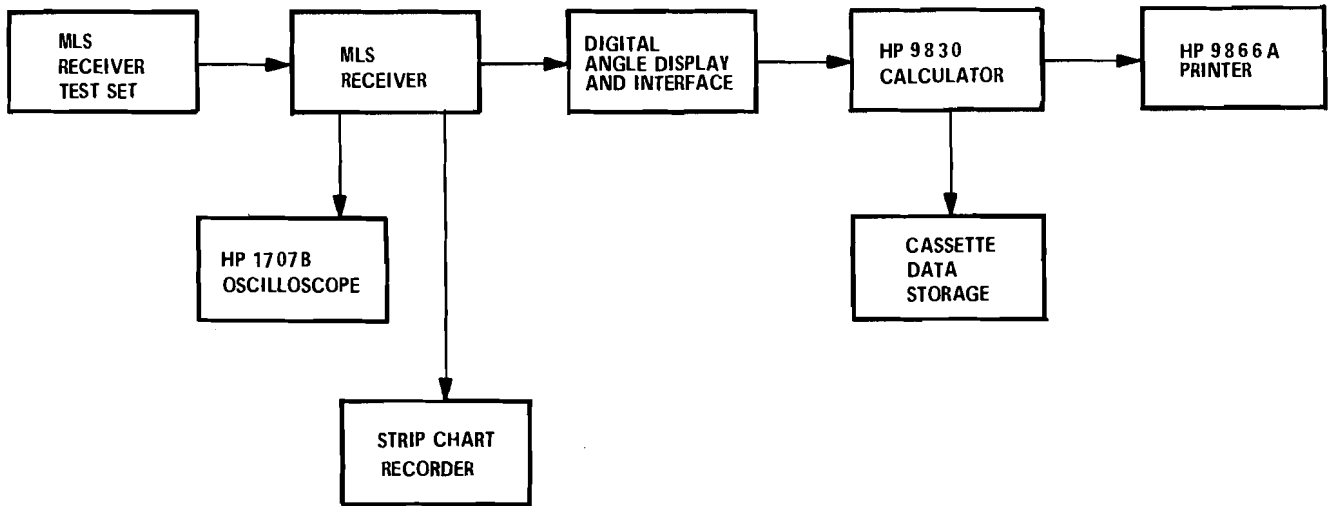 MLS
RECEIVER
TEST SET
MLS
RECEIVER
DIGITAL
ANGLE DISPLAY
AND INTERFACE
HP 9830
CALCULATOR
HP 9866A
PRINTER
HP 1707B
OSCILLOSCOPE
CASSETTE
DATA
STORAGE
STRIP CHART
RECORDER